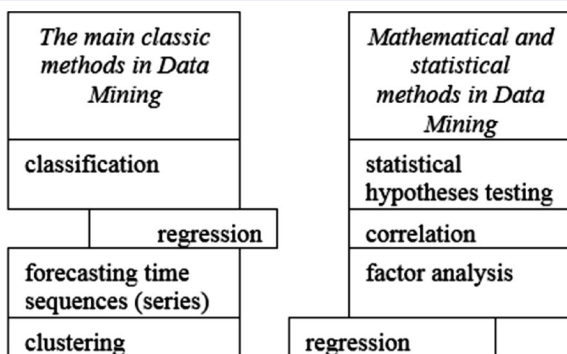 The main classic
methods in Data
Mining
classification
regression
forecasting time
sequences (series)
clustering
Mathematical and
statistical
methods in Data
Mining
statistical
hypotheses testing
correlation
factor analysis
regression